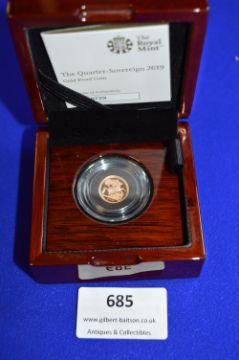 The
Royal
Mint
The Quarter-Sovereign 2019
Gold Proof Coin
685
www.gilbert-baitson.co.uk
Antiques & Collectibles